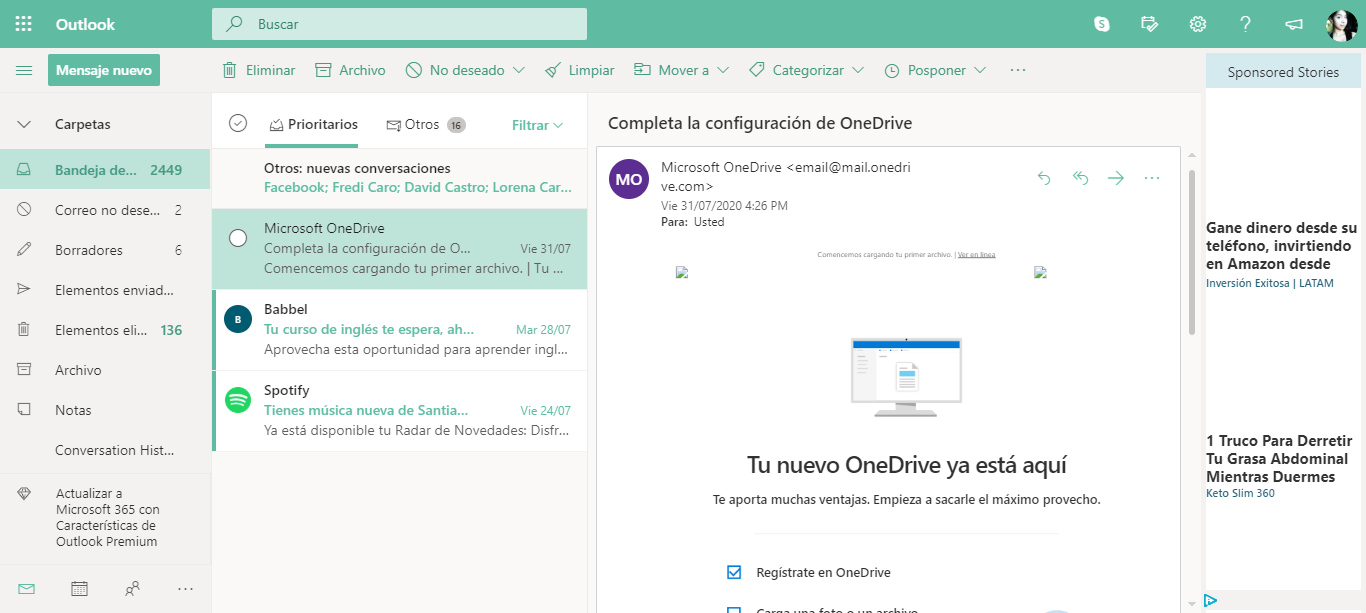 Outlook
Buscar
Mensaje nuevo
Eliminar
Archivo
No deseado
Limpiar
Mover a
Categorizar
Posponer
Carpetas
Bandeja de... 2449
Correo no dese... 2
Borradores 6
Elementos enviad...
Elementos eli... 136
Archivo
Notas
Conversation Hist...
Actualizar a
Microsoft 365 con
Características de
Outlook Premium
Prioritarios
Otros 16
Filtrar
Otros: nuevas conversaciones
Facebook; Fredi Caro; David Castro; Lorena Car...
Microsoft OneDrive
Completa la configuración de O... Vie 31/07
Comencemos cargando tu primer archivo. | Tu ...
B
Babbel
Tu curso de inglés te espera, ah... Mar 28/07
Aprovecha esta oportunidad para aprender ingl...
Spotify
Tienes música nueva de Santia... Vie 24/07
Ya está disponible tu Radar de Novedades: Disfr...
Completa la configuración de OneDrive
MO
Microsoft OneDrive <email@mail.onedri
ve.com>
Vie 31/07/2020 4:26 PM
Para: Usted
Comencemos cargando tu primer archivo. | Ver en línea
Tu nuevo OneDrive ya está aquí
Te aporta muchas ventajas. Empieza a sacarle el máximo provecho.
Regístrate en OneDrive
Carga una foto o un archivo
Sponsored Stories
Gane dinero desde su
teléfono, invirtiendo
en Amazon desde
Inversión Exitosa | LATAM
1 Truco Para Derretir
Tu Grasa Abdominal
Mientras Duermes
Keto Slim 360